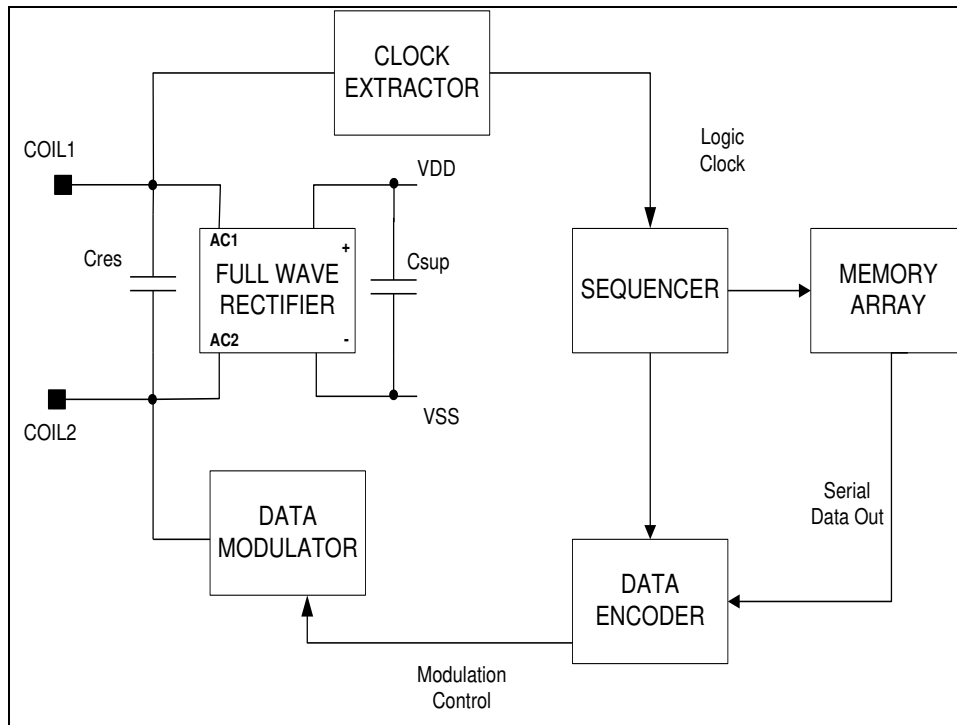 CLOCK
EXTRACTOR
Logic
Clock
COIL1
VDD
Cres
AC1
+
FULL WAVE
RECTIFIER
AC2
-
Csup
SEQUENCER
MEMORY
ARRAY
COIL2
VSS
DATA
MODULATOR
Serial
Data Out
DATA
ENCODER
Modulation
Control